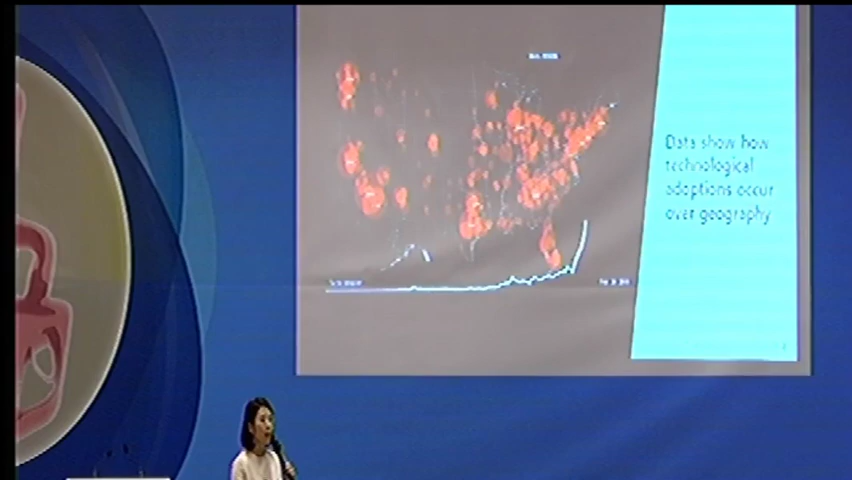 Data show how
technological
adoptions occur
over geography